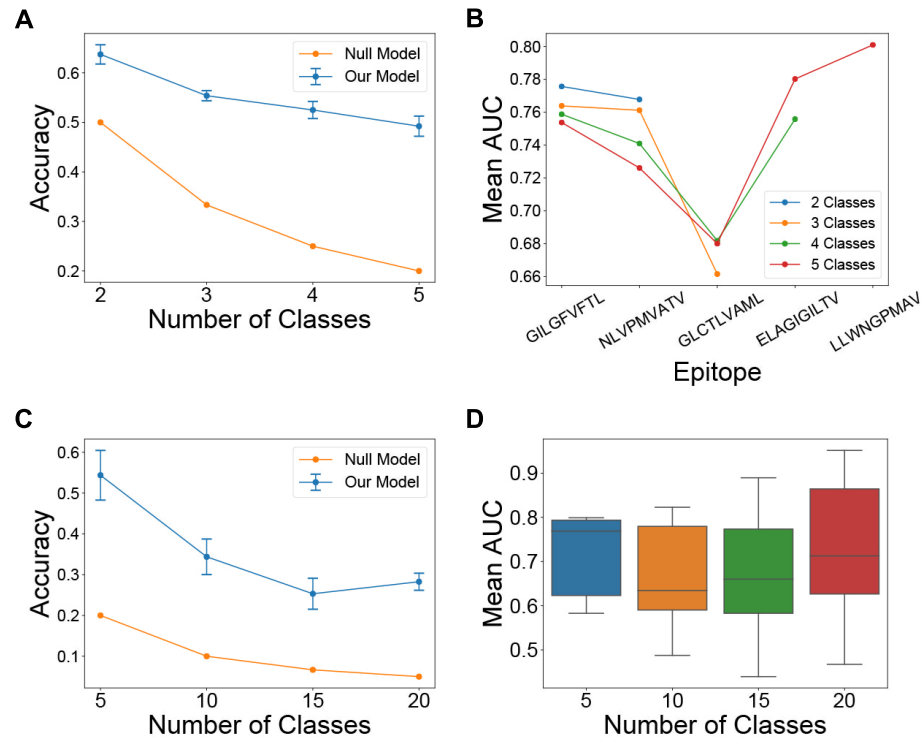 A
Accuracy
0.6
0.5
0.4
0.3
0.2
Null Model
Our Model
2
3
4
5
Number of Classes
B
Mean AUC
0.80
0.78
0.76
0.74
0.72
0.70
0.68
0.66
2 Classes
3 Classes
4 Classes
5 Classes
GILGFVFTL
NLVPMVATV
GLCTLVAML
ELAGIGILTV
LLWNGPMAV
Epitope
C
Accuracy
0.6
0.5
0.4
0.3
0.2
0.1
Null Model
Our Model
5
10
15
20
Number of Classes
D
Mean AUC
0.9
0.8
0.7
0.6
0.5
5
10
15
20
Number of Classes